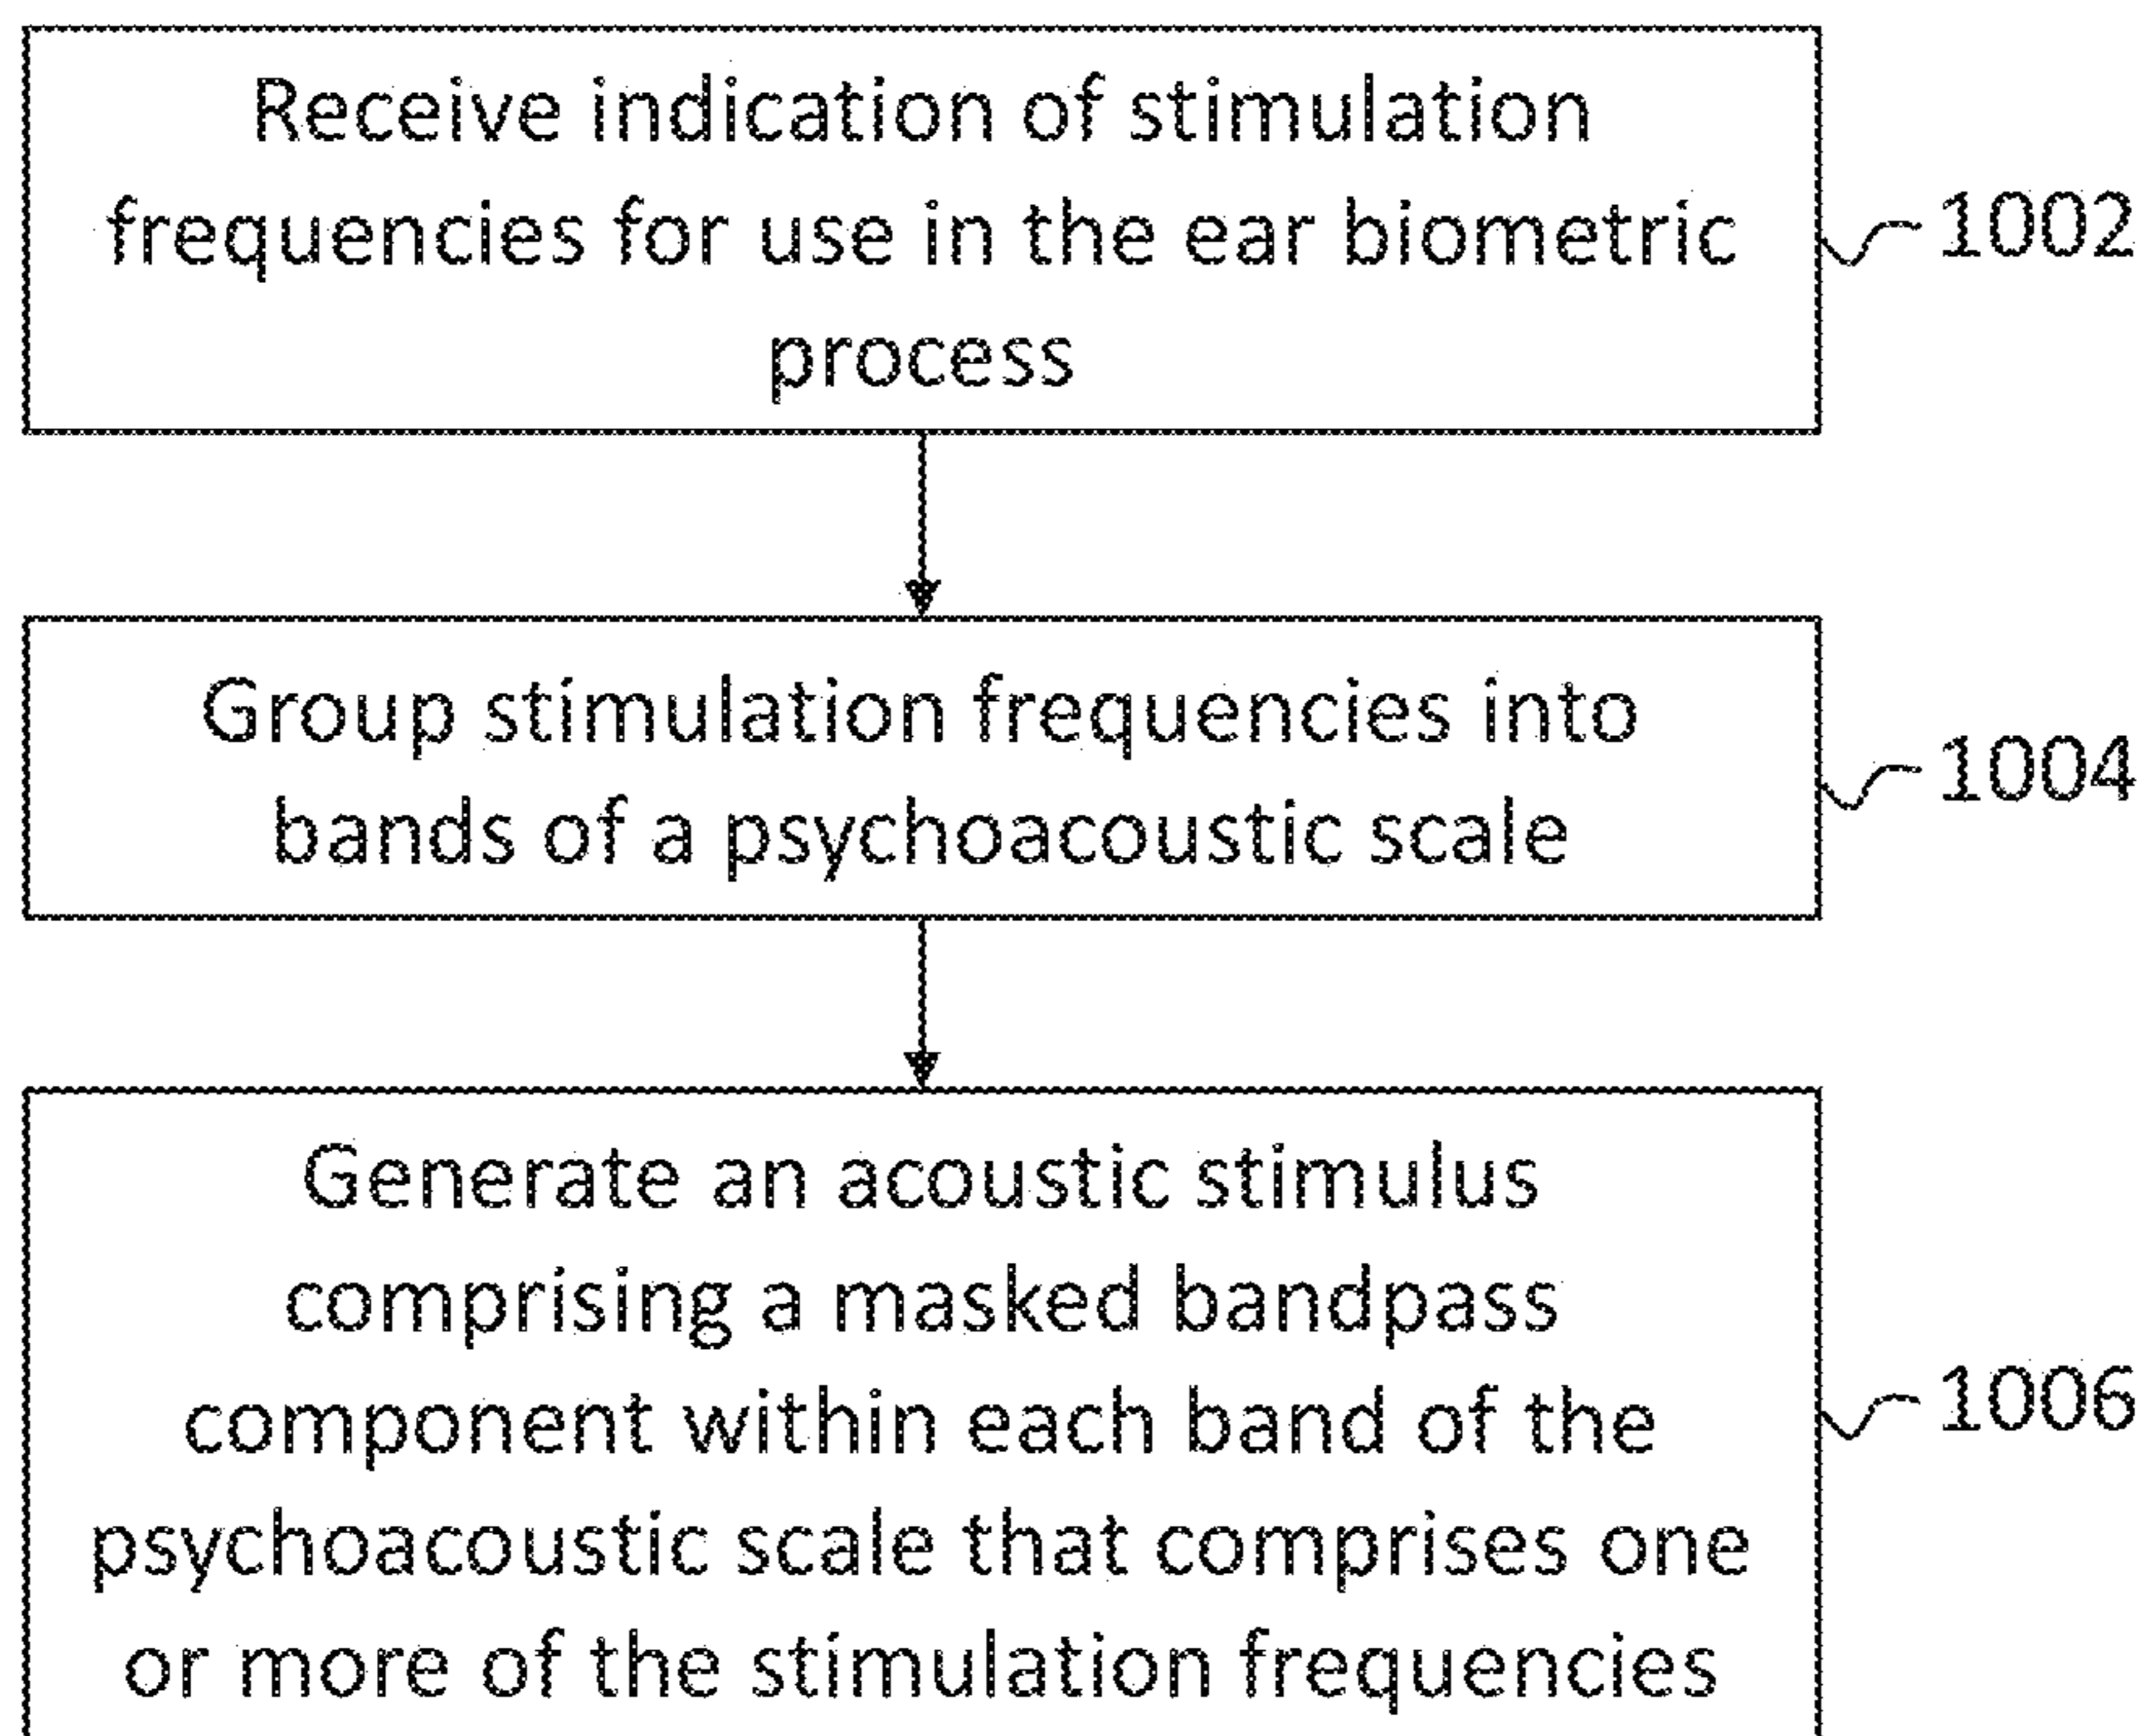 Receive indication of stimulation
frequencies for use in the ear biometric
process
1002
Group stimulation frequencies into
bands of a psychoacoustic scale
1004
Generate an acoustic stimulus
comprising a masked bandpass
component within each band of the
psychoacoustic scale that comprises one
or more of the stimulation frequencies
1006